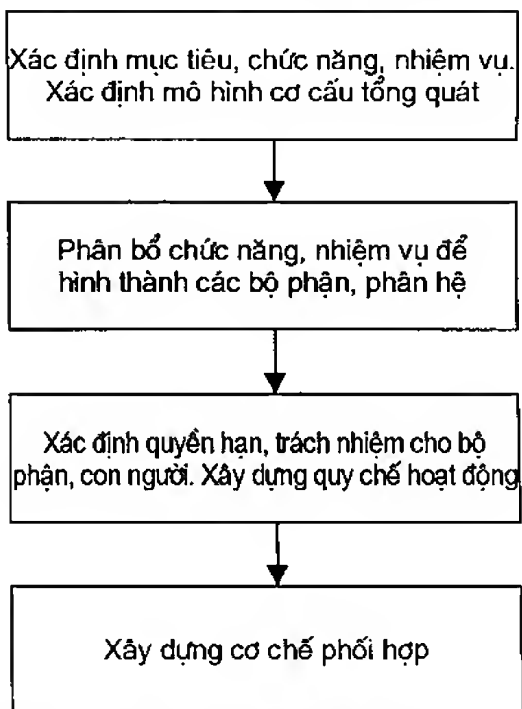 Xác định mục tiêu, chức năng, nhiệm vụ.
Xác định mô hình cơ cấu tổng quát
Phân bổ chức năng, nhiệm vụ để
hình thành các bộ phận, phân hệ
Xác định quyền hạn, trách nhiệm cho bộ
phận, con người. Xây dựng quy chế hoạt động
Xây dựng cơ chế phối hợp